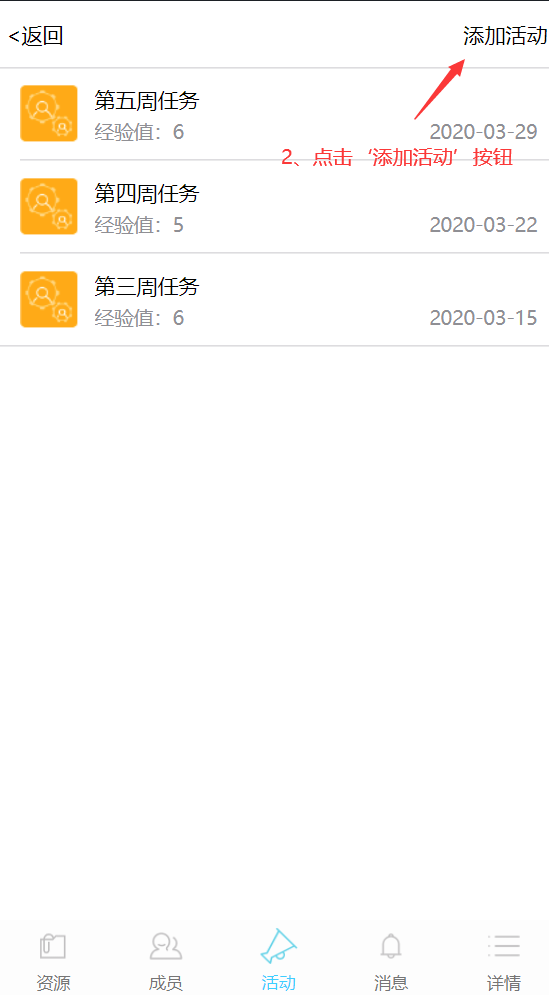 <返回
添加活动
第五周任务
经验值：6
2020-03-29
2、点击‘添加活动’按钮
第四周任务
经验值：5
2020-03-22
第三周任务
经验值：6
2020-03-15
资源
成员
活动
消息
详情